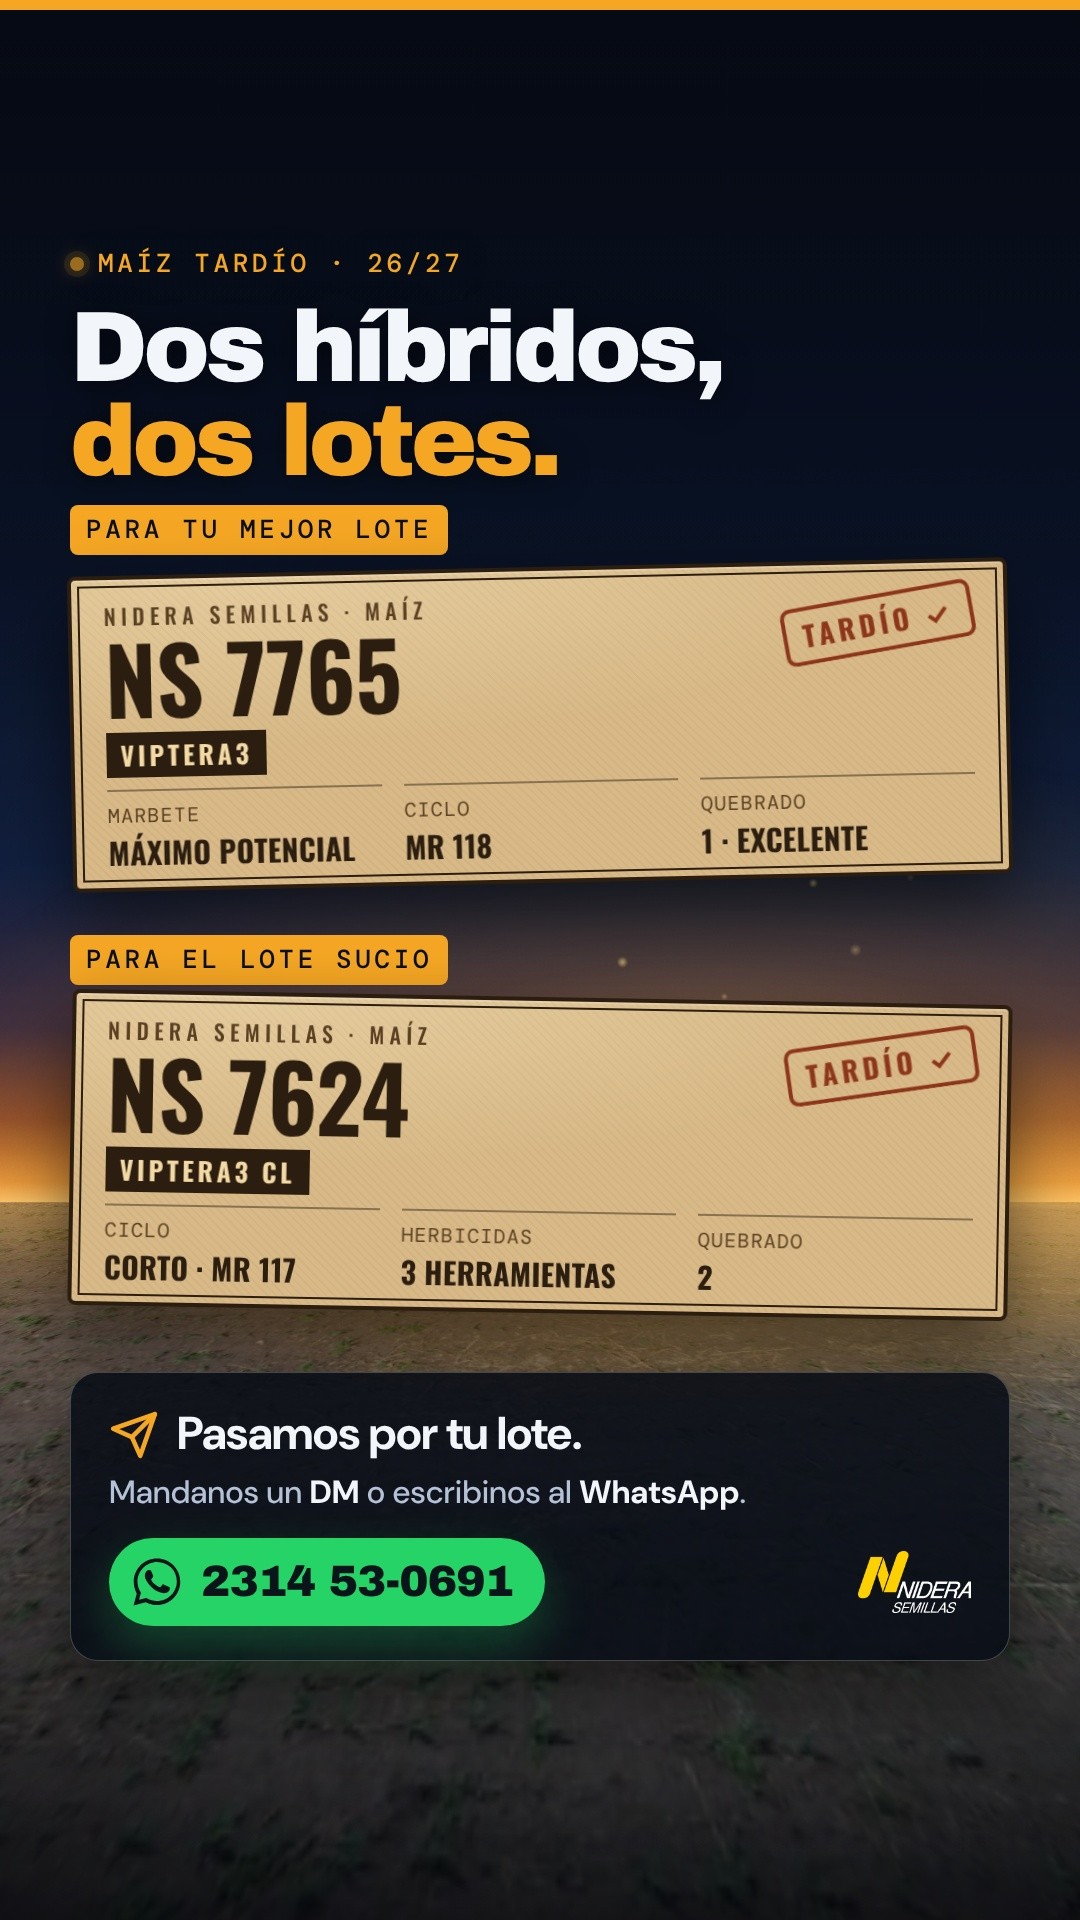 MAÍZ TARDÍO · 26/27
Dos híbridos,
dos lotes.
PARA TU MEJOR LOTE
NIDERA SEMILLAS · MAÍZ
TARDÍO ✓
NS 7765
VIPTERA3
MARBETE
MÁXIMO POTENCIAL
CICLO
MR 118
QUEBRADO
1 · EXCELENTE
PARA EL LOTE SUCIO
NIDERA SEMILLAS · MAÍZ
TARDÍO ✓
NS 7624
VIPTERA3 CL
CICLO
CORTO · MR 117
HERBICIDAS
3 HERRAMIENTAS
QUEBRADO
2
Pasamos por tu lote.
Mandanos un DM o escribinos al WhatsApp.
2314 53-0691
NIDERA
SEMILLAS